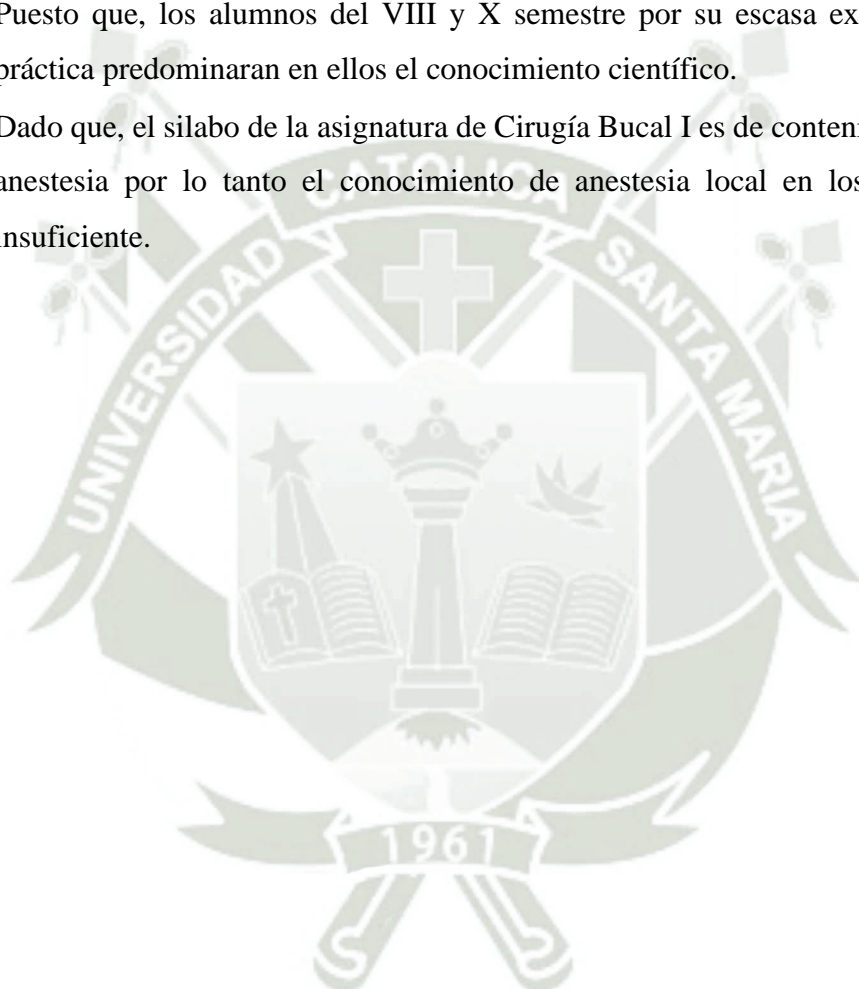 Puesto que, los alumnos del VIII y X semestre por su escasa
práctica predominaran en ellos el conocimiento científico.
Dado que, el silabo de la asignatura de Cirugía Bucal I es de
anestesia por lo tanto el conocimiento de anestesia local en los
insuficiente.
UNIVERSIDAD CATOLICA SANTA MARIA
1961